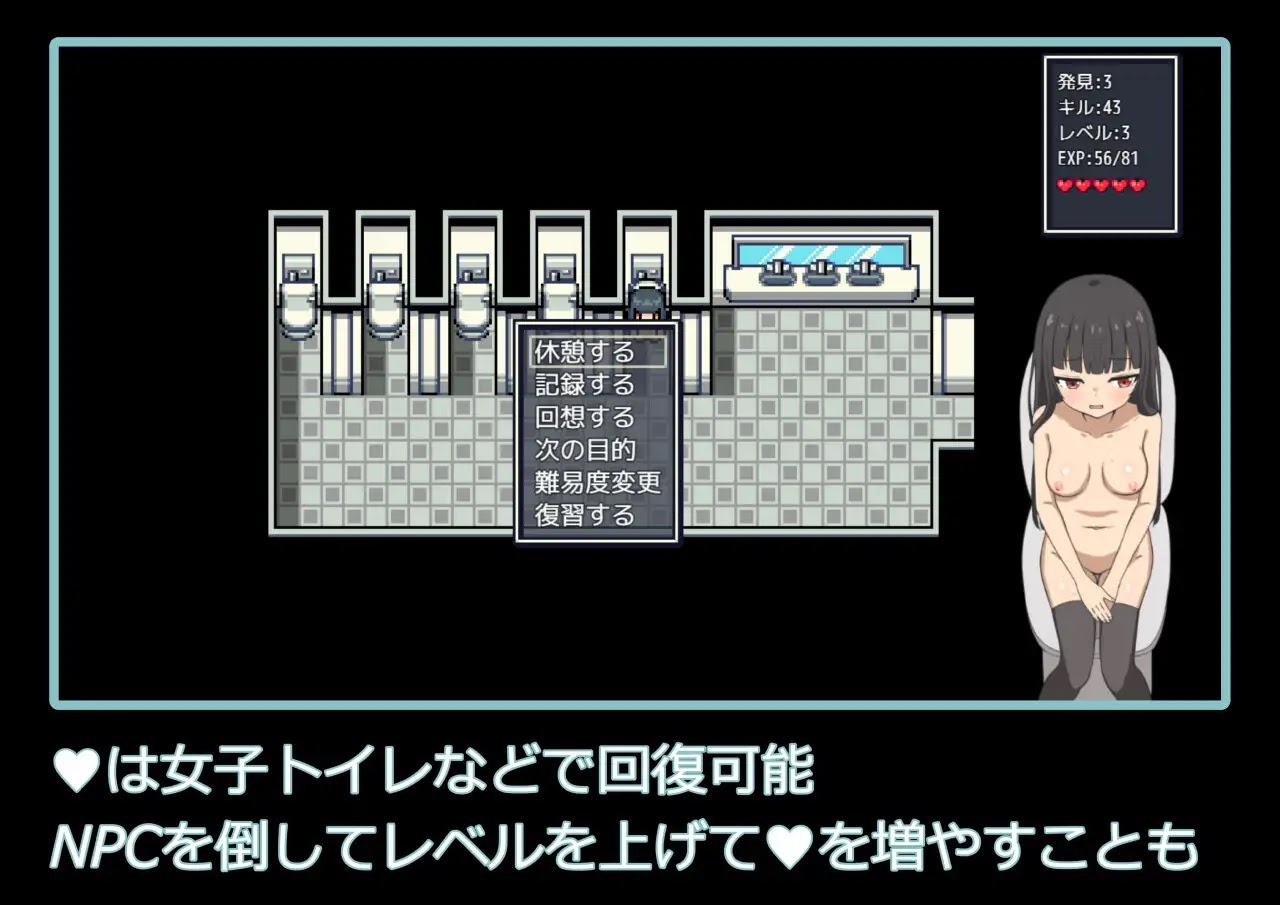 発見:3
キル:43
レベル:3
EXP:56/81
休憩する
記録する
回想する
次の目的
難易度変更
復習する
♥は女子トイレなどで回復可能
NPCを倒してレベルを上げて♥を増やすことも